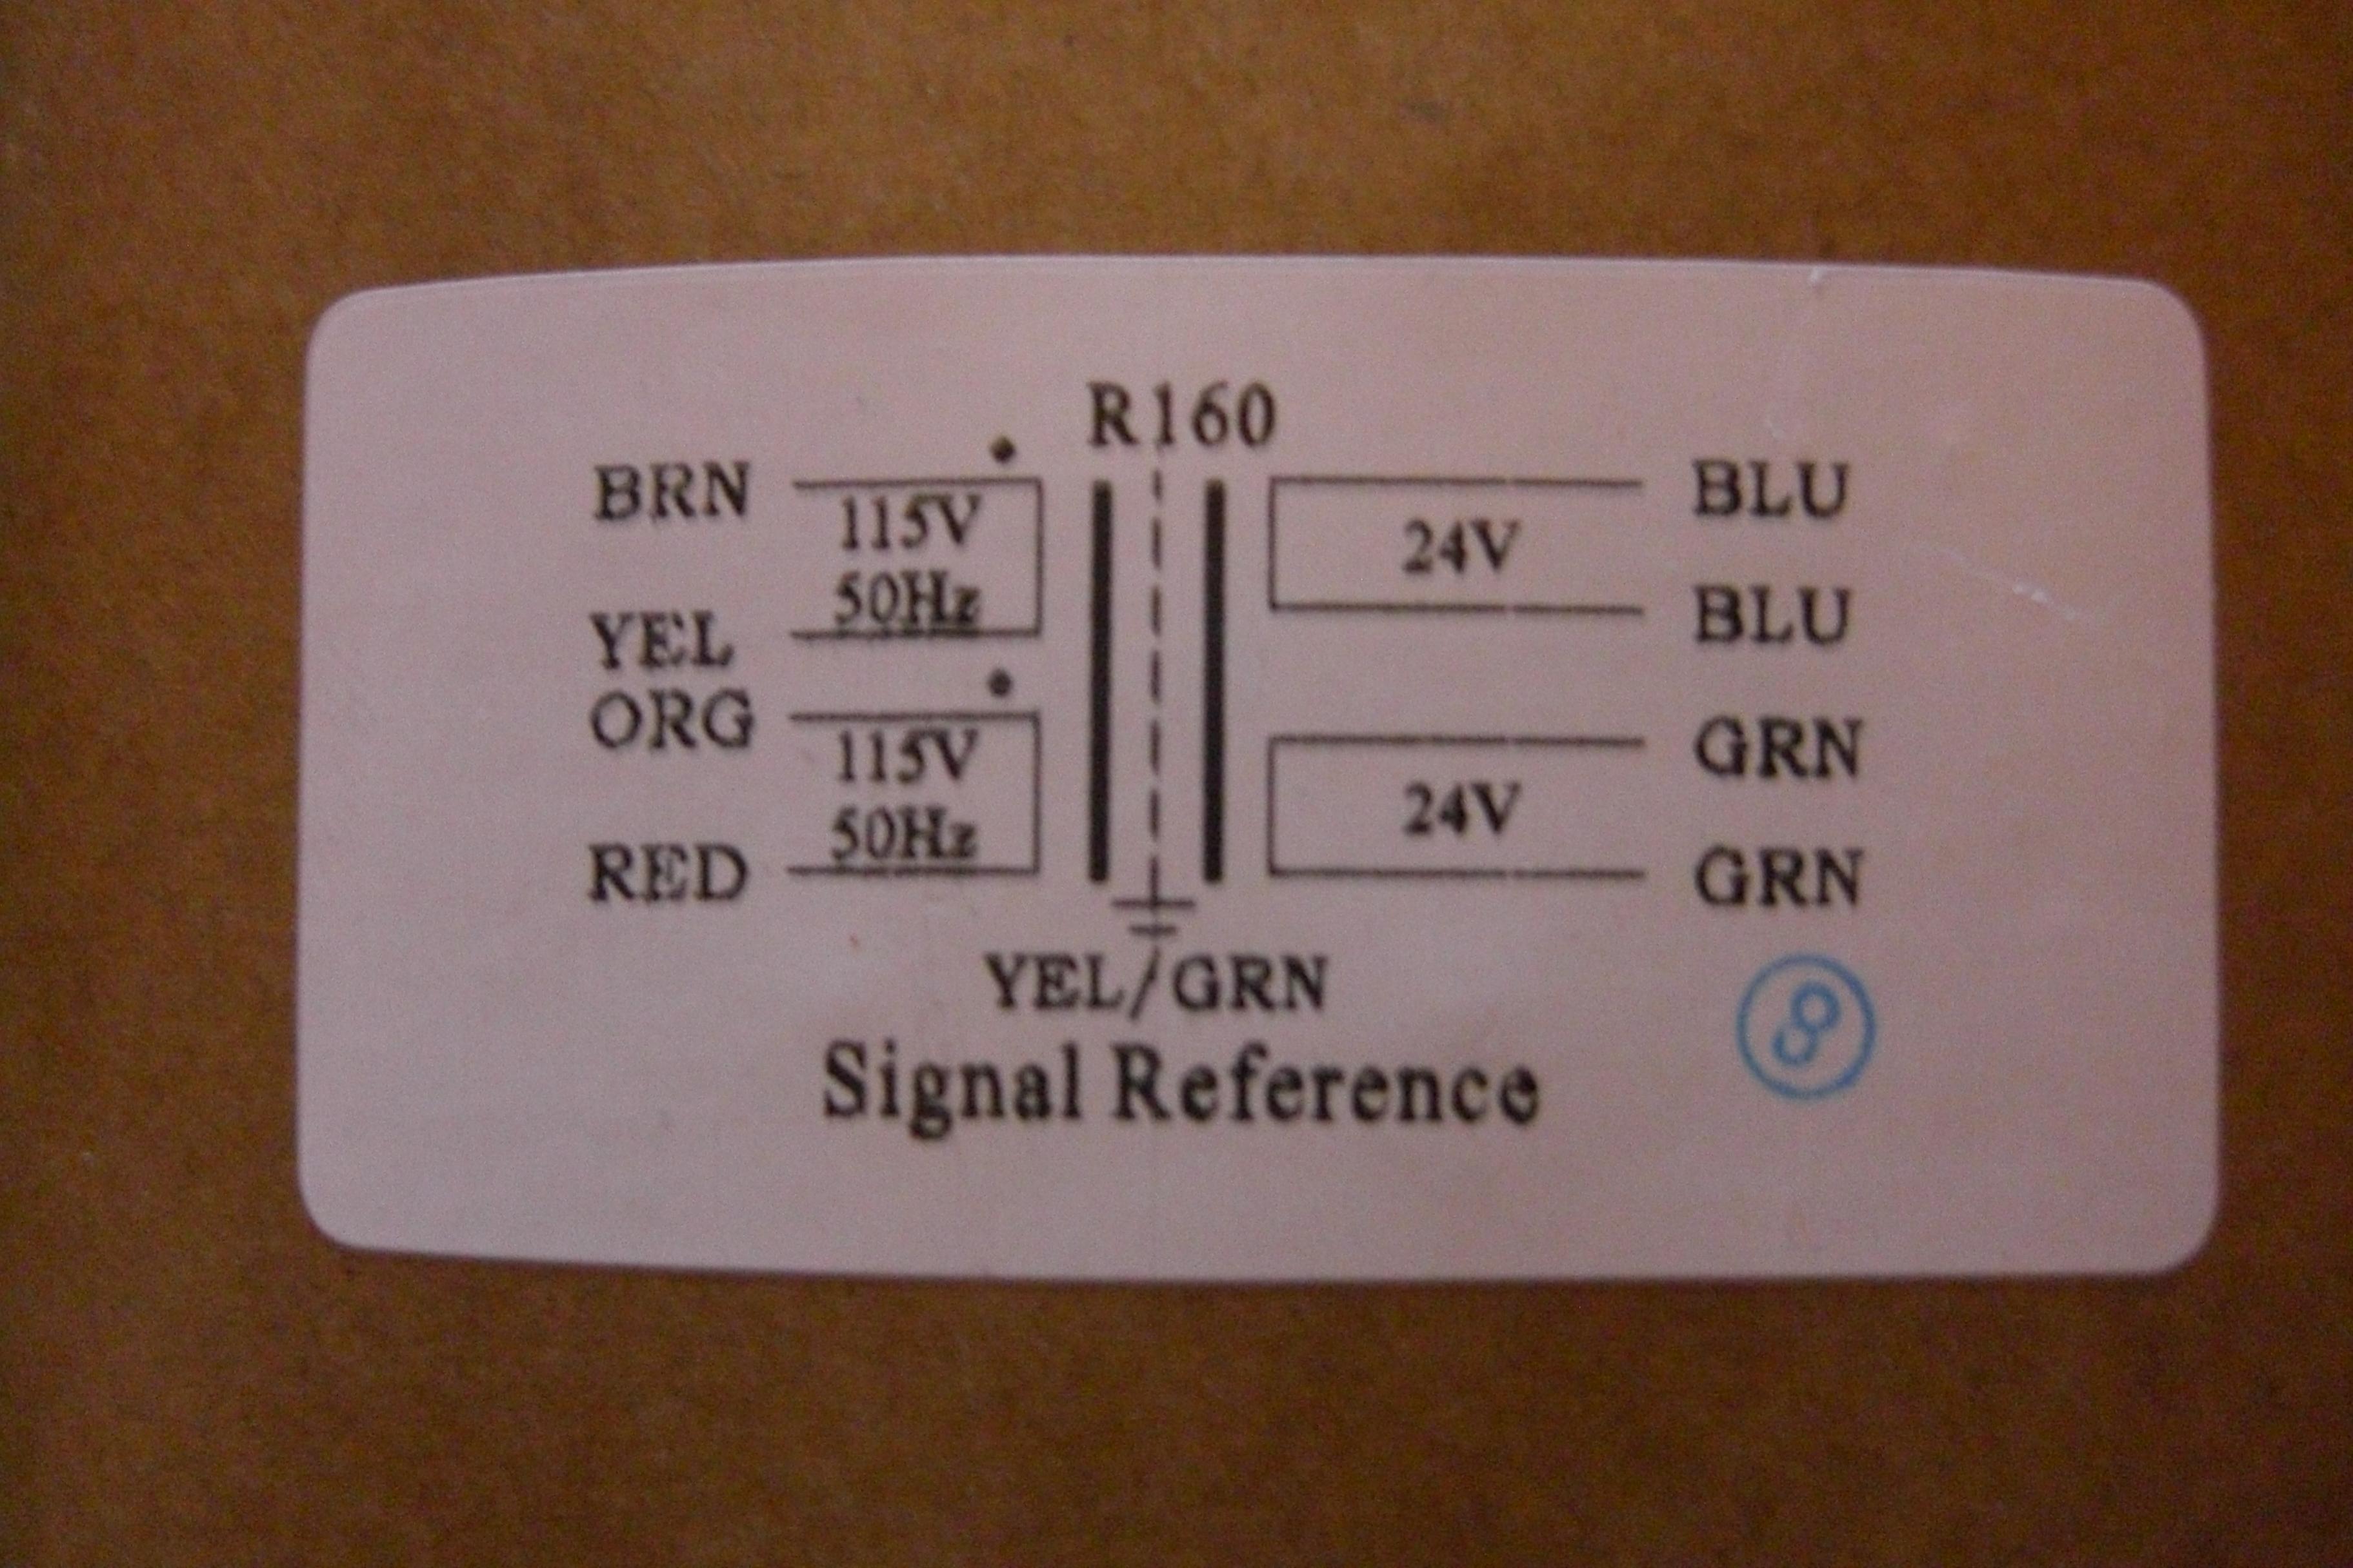 R160
BRN 115V 24V BLU
50Hz
YEL BLU
ORG 115V 24V GRN
50Hz
RED GRN
YEL/GRN
Signal Reference
8